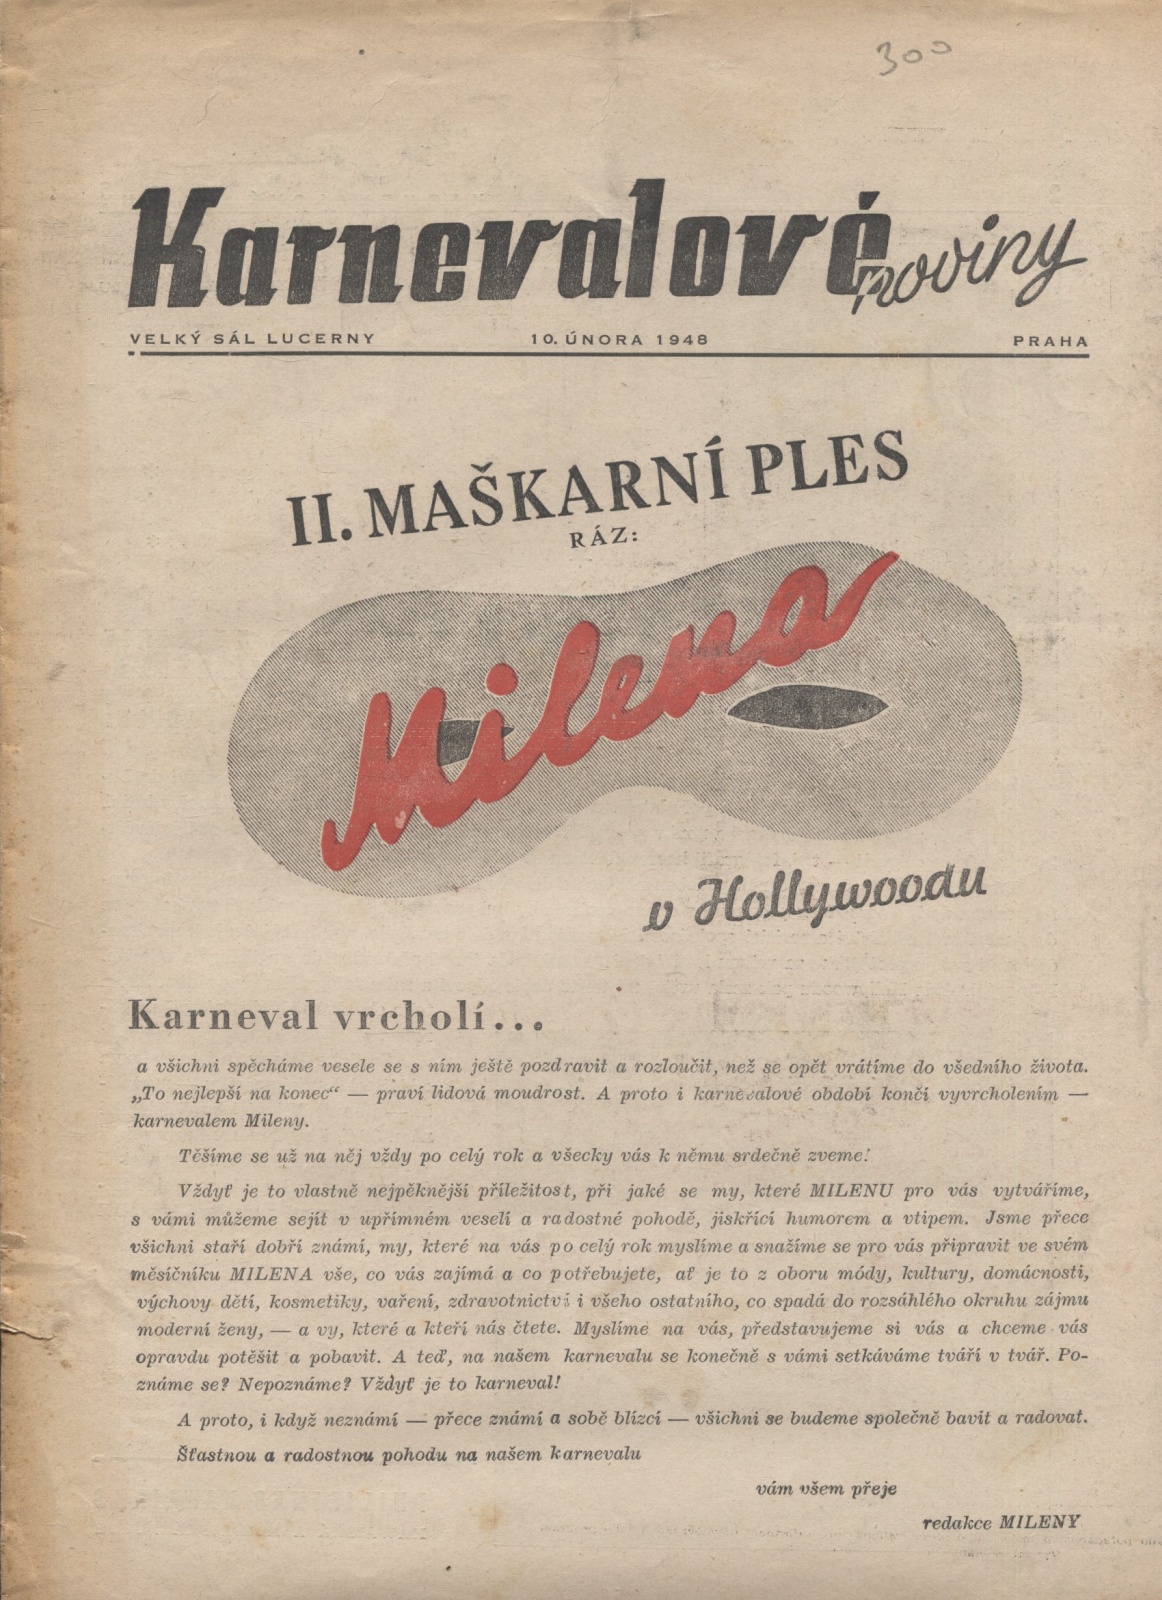 300
Karnevalové noviny
VELKÝ SÁL LUCERNY 10. ÚNORA 1948 PRAHA
II. MAŠKARNÍ PLES
RÁZ:
Milena
v Hollywoodu
Karneval vrcholí...
a všichni spěcháme vesele se s ním ještě pozdravit a rozloučit, než se opět vrátíme do všedního života.
„To nejlepší na konec“ — praví lidová moudrost. A proto i karnevalové období končí vyvrcholením —
karnevalem Mileny.
Těšíme se už na něj vždy po celý rok a všecky vás k němu srdečně zveme!
Vždyť je to vlastně nejpěknější příležitost, při jaké se my, které MILENU pro vás vytváříme,
s vámi můžeme sejít v upřímném veselí a radostné pohodě, jiskřící humorem a vtipem. Jsme přece
všichni staří dobří známí, my, které na vás po celý rok myslíme a snažíme se pro vás připravit ve svém
měsíčníku MILENA vše, co vás zajímá a co potřebujete, ať je to z oboru módy, kultury, domácnosti,
výchovy dětí, kosmetiky, vaření, zdravotnictví i všeho ostatního, co spadá do rozsáhlého okruhu zájmu
moderní ženy, — a vy, které a kteří nás čtete. Myslíme na vás, představujeme si vás a chceme vás
opravdu potěšit a pobavit. A teď, na našem karnevalu se konečně s vámi setkáváme tváří v tvář. Po-
známe se? Nepoznáme? Vždyť je to karneval!
A proto, i když neznámí — přece známí a sobě blízcí — všichni se budeme společně bavit a radovat.
Šťastnou a radostnou pohodu na našem karnevalu
vám všem přeje
redakce MILENY